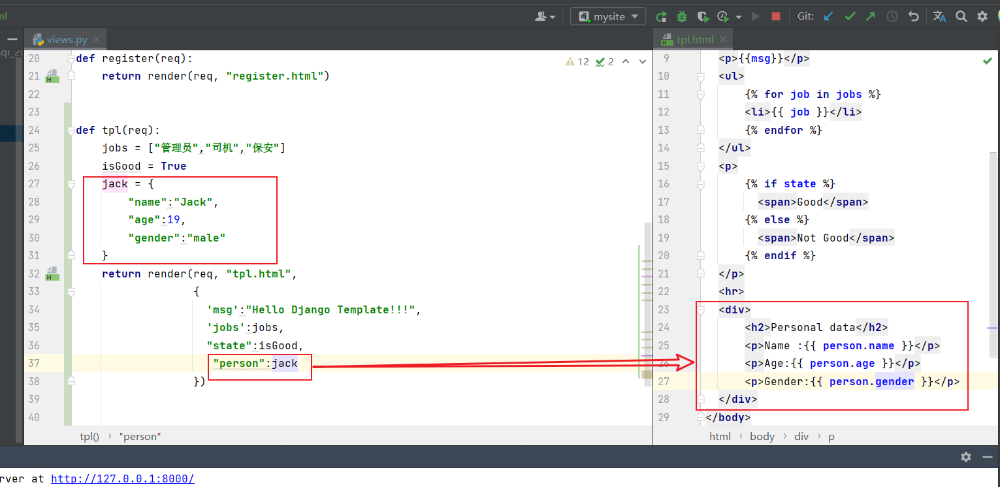 ml
mysite
Git:
views.py
tpl.html
12 2
20 def register(req):
21 return render(req, "register.html")
22
23
24 def tpl(req):
25 jobs = ["管理员","司机","保安"]
26 isGood = True
27 jack = {
28 "name":"Jack",
29 "age":19,
30 "gender":"male"
31 }
32 return render(req, "tpl.html",
33 {
34 'msg':"Hello Django Template!!!",
35 'jobs':jobs,
36 "state":isGood,
37 "person":jack
38 })
39
40
tpl() › "person"
9 <p>{{msg}}</p>
10 <ul>
11 {% for job in jobs %}
12 <li>{{ job }}</li>
13 {% endfor %}
14 </ul>
15 <p>
16 {% if state %}
17 <span>Good</span>
18 {% else %}
19 <span>Not Good</span>
20 {% endif %}
21 </p>
22 <hr>
23 <div>
24 <h2>Personal data</h2>
25 <p>Name :{{ person.name }}</p>
26 <p>Age:{{ person.age }}</p>
27 <p>Gender:{{ person.gender }}</p>
28 </div>
29 </body>
html › body › div › p
rver at http://127.0.0.1:8000/